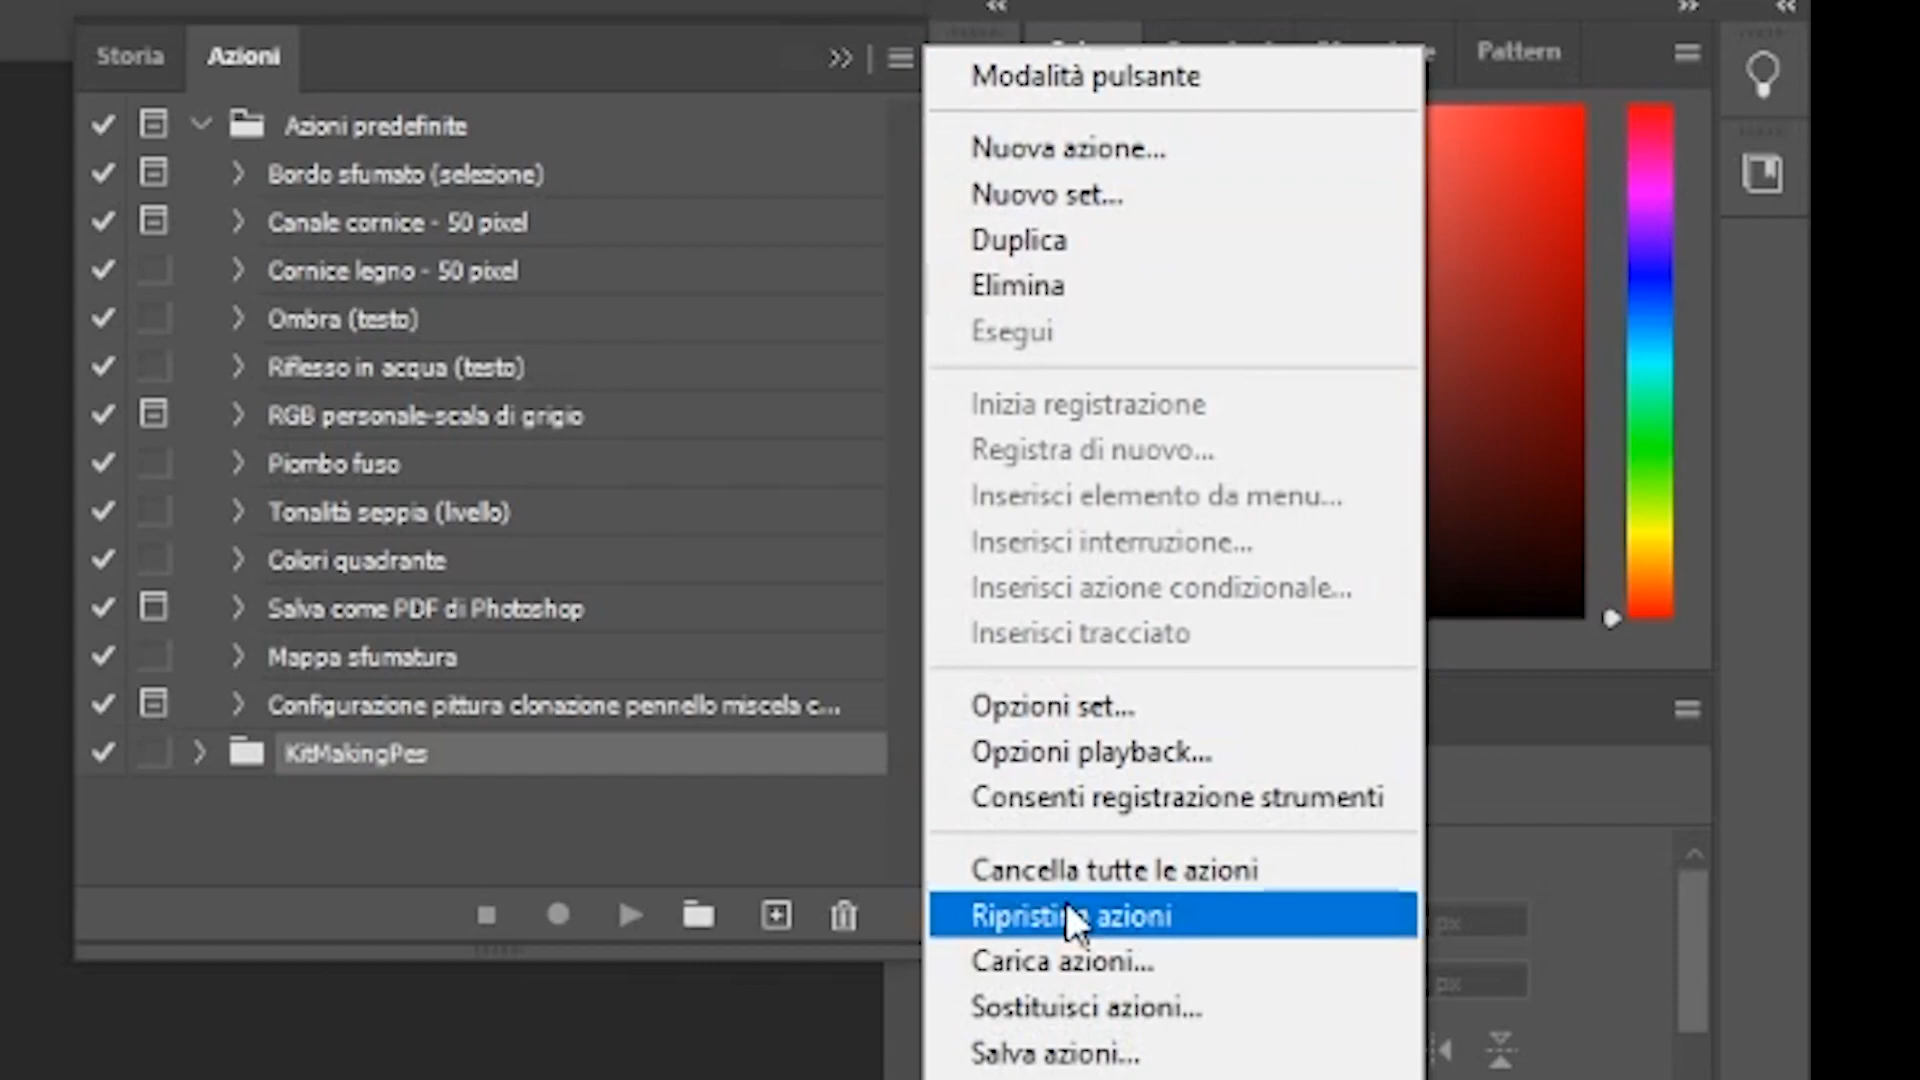 Storia
Azioni
Pattern
Azioni predefinite
Bordo sfumato (selezione)
Canale cornice - 50 pixel
Cornice legno - 50 pixel
Ombra (testo)
Riflesso in acqua (testo)
RGB personale-scala di grigio
Piombo fuso
Tonalità seppia (livello)
Colori quadrante
Salva come PDF di Photoshop
Mappa sfumatura
Configurazione pittura clonazione pennello miscela c...
KitMakingPes
Modalità pulsante
Nuova azione...
Nuovo set...
Duplica
Elimina
Esegui
Inizia registrazione
Registra di nuovo...
Inserisci elemento da menu...
Inserisci interruzione...
Inserisci azione condizionale...
Inserisci tracciato
Opzioni set...
Opzioni playback...
Consenti registrazione strumenti
Cancella tutte le azioni
Ripristina azioni
Carica azioni...
Sostituisci azioni...
Salva azioni...
px
px